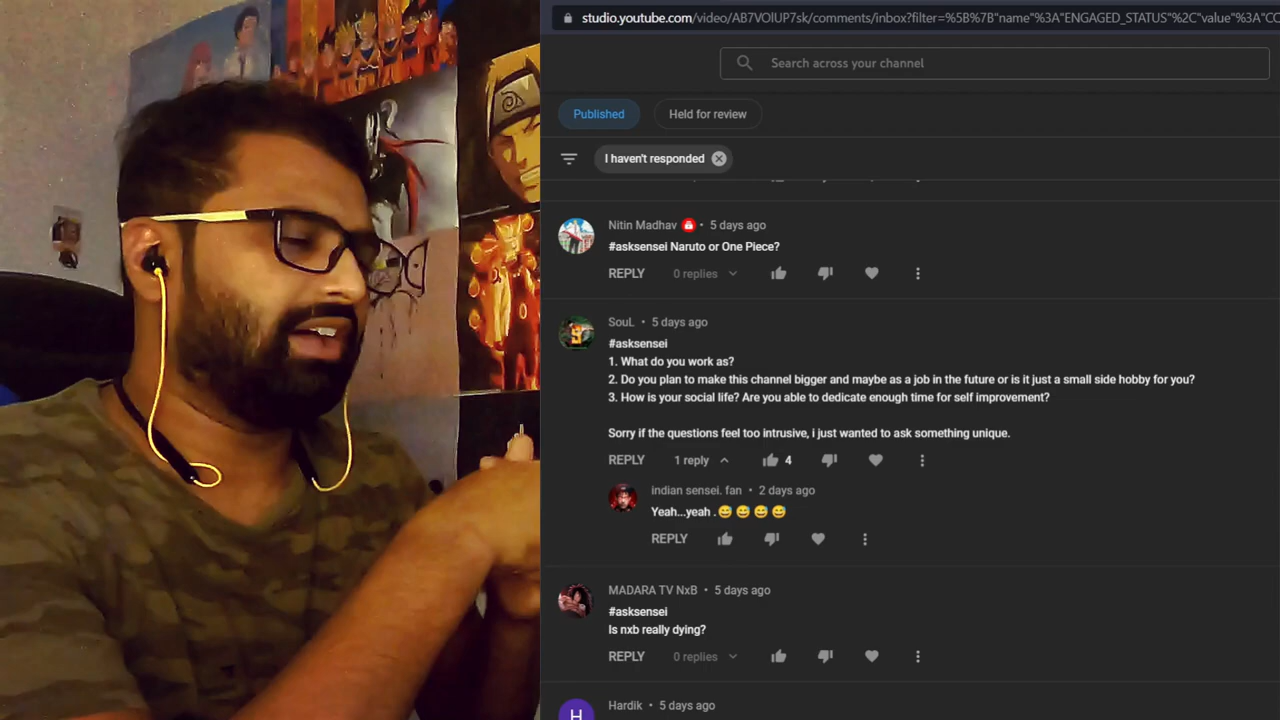 studio.youtube.com/video/AB7VOlUP7sk/comments/inbox?filter=%5B%7B"name"%3A"ENGAGED_STATUS"%2C"value"%3A"CO
Search across your channel
Published
Held for review
I haven't responded
Nitin Madhav • 5 days ago
#asksensei Naruto or One Piece?
REPLY 0 replies
SouL • 5 days ago
#asksensei
1. What do you work as?
2. Do you plan to make this channel bigger and maybe as a job in the future or is it just a small side hobby for you?
3. How is your social life? Are you able to dedicate enough time for self improvement?
Sorry if the questions feel too intrusive, i just wanted to ask something unique.
REPLY 1 reply 4
indian sensei. fan • 2 days ago
Yeah...yeah .😅 😅 😅 😅
REPLY
MADARA TV NxB • 5 days ago
#asksensei
Is nxb really dying?
REPLY 0 replies
H
Hardik • 5 days ago